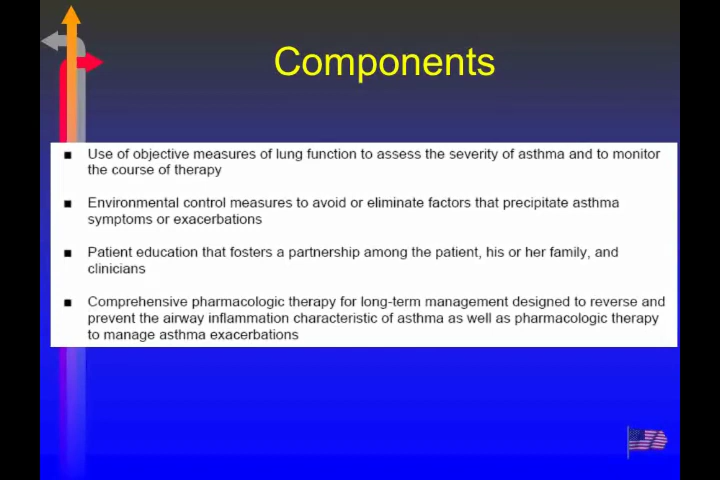 Components
▪ Use of objective measures of lung function to assess the severity of asthma and to monitor
the course of therapy
▪ Environmental control measures to avoid or eliminate factors that precipitate asthma
symptoms or exacerbations
▪ Patient education that fosters a partnership among the patient, his or her family, and
clinicians
▪ Comprehensive pharmacologic therapy for long-term management designed to reverse and
prevent the airway inflammation characteristic of asthma as well as pharmacologic therapy
to manage asthma exacerbations